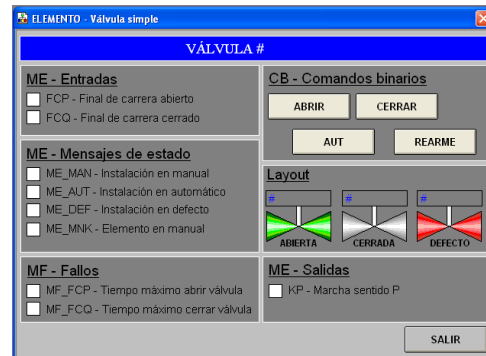 ELEMENTO - Válvula simple
VÁLVULA #
ME - Entradas
FCP - Final de carrera abierto
FCQ - Final de carrera cerrado
ME - Mensajes de estado
ME_MAN - Instalación en manual
ME_AUT - Instalación en automático
ME_DEF - Instalación en defecto
ME_MNK - Elemento en manual
MF - Fallos
MF_FCP - Tiempo máximo abrir válvula
MF_FCQ - Tiempo máximo cerrar válvula
CB - Comandos binarios
ABRIR CERRAR
AUT REARME
Layout
# # #
ABIERTA CERRADA DEFECTO
ME - Salidas
KP - Marcha sentido P
SALIR